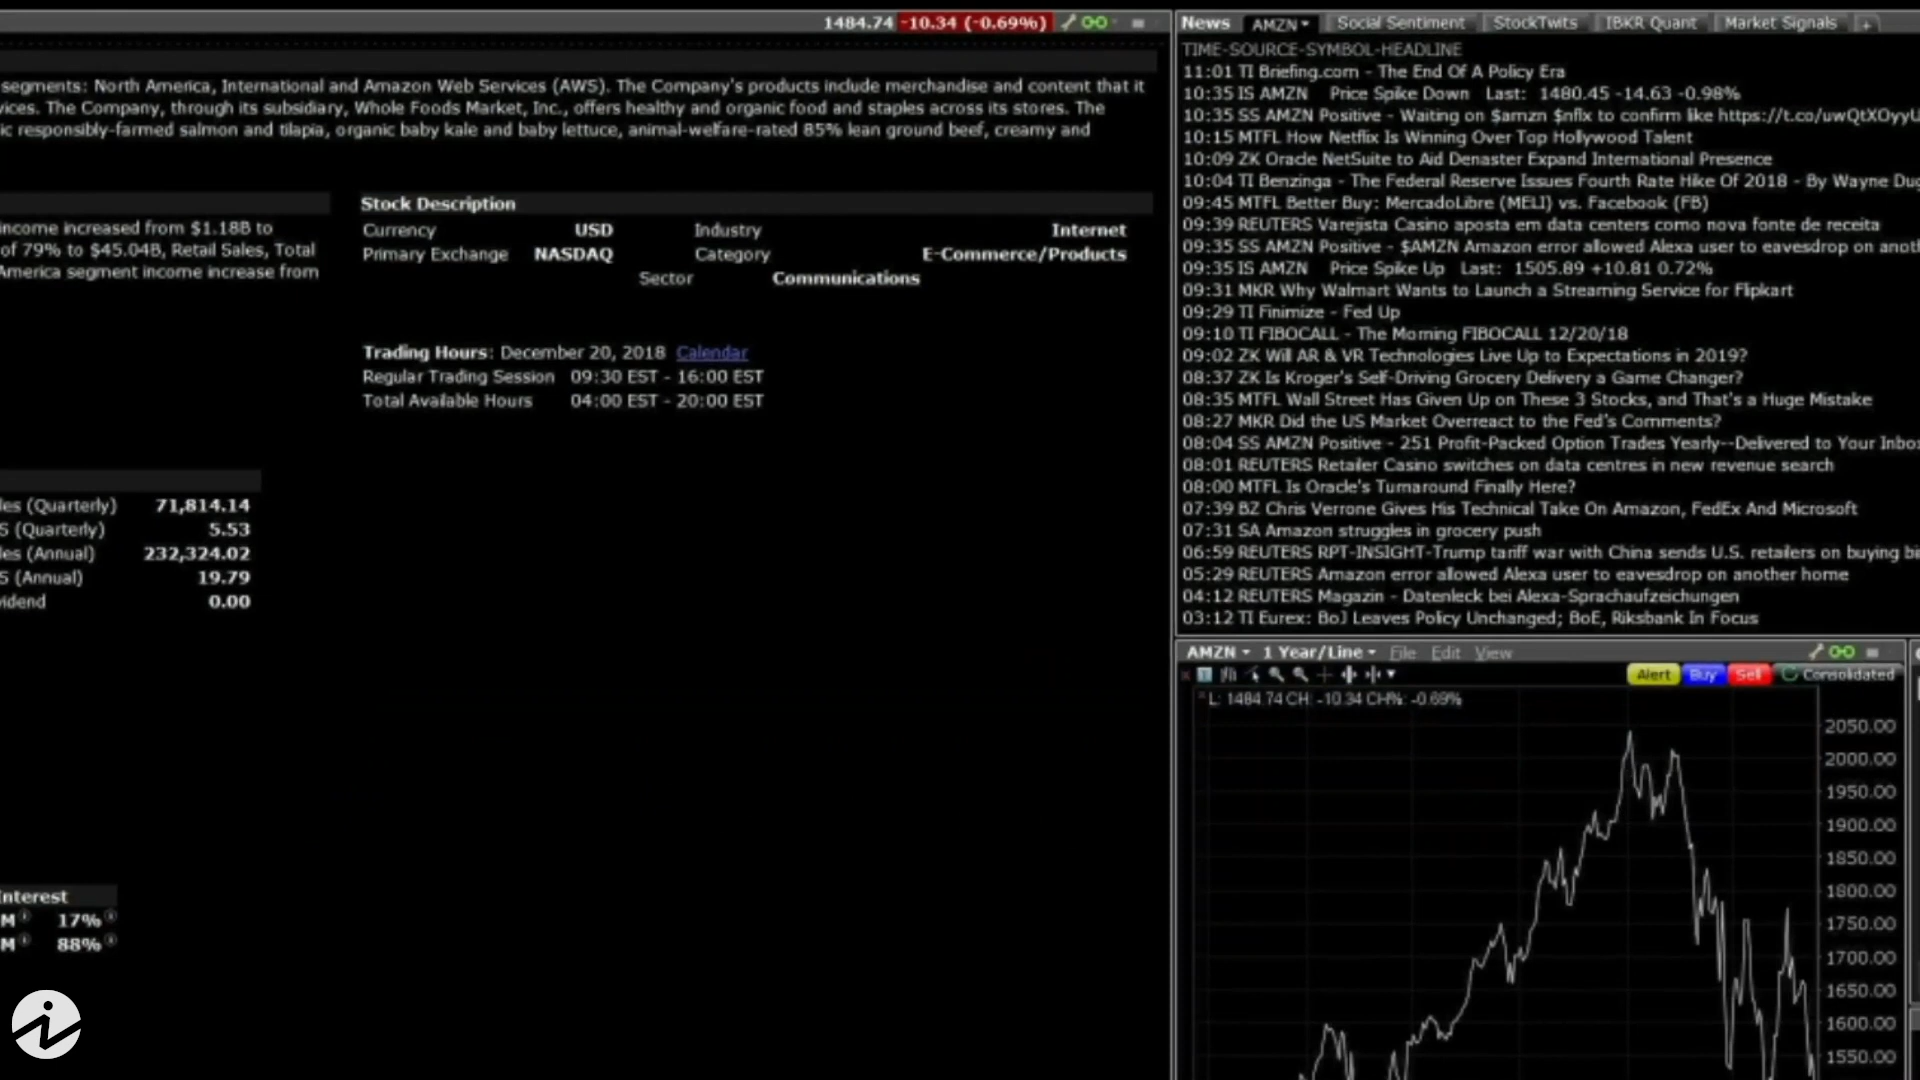 1484.74 -10.34 (-0.69%)
segments: North America, International and Amazon Web Services (AWS). The Company's products include merchandise and content that it
vices. The Company, through its subsidiary, Whole Foods Market, Inc., offers healthy and organic food and staples across its stores. The
ic responsibly-farmed salmon and tilapia, organic baby kale and baby lettuce, animal-welfare-rated 85% lean ground beef, creamy and
income increased from $1.18B to
of 79% to $45.04B, Retail Sales, Total
America segment income increase from
Stock Description
Currency USD Industry Internet
Primary Exchange NASDAQ Category E-Commerce/Products
Sector Communications
Trading Hours: December 20, 2018 Calendar
Regular Trading Session 09:30 EST - 16:00 EST
Total Available Hours 04:00 EST - 20:00 EST
les (Quarterly) 71,814.14
S (Quarterly) 5.53
les (Annual) 232,324.02
S (Annual) 19.79
vidend 0.00
Interest
M 17%
M 88%
News AMZN Social Sentiment StockTwits IBKR Quant Market Signals +
TIME-SOURCE-SYMBOL-HEADLINE
11:01 TI Briefing.com - The End Of A Policy Era
10:35 IS AMZN Price Spike Down Last: 1480.45 -14.63 -0.98%
10:35 SS AMZN Positive - Waiting on $amzn $nflx to confirm like https://t.co/uwQtXOyyU
10:15 MTFL How Netflix Is Winning Over Top Hollywood Talent
10:09 ZK Oracle NetSuite to Aid Denaster Expand International Presence
10:04 TI Benzinga - The Federal Reserve Issues Fourth Rate Hike Of 2018 - By Wayne Dug
09:45 MTFL Better Buy: MercadoLibre (MELI) vs. Facebook (FB)
09:39 REUTERS Varejista Casino aposta em data centers como nova fonte de receita
09:35 SS AMZN Positive - $AMZN Amazon error allowed Alexa user to eavesdrop on anoth
09:35 IS AMZN Price Spike Up Last: 1505.89 +10.81 0.72%
09:31 MKR Why Walmart Wants to Launch a Streaming Service for Flipkart
09:29 TI Finimize - Fed Up
09:10 TI FIBOCALL - The Morning FIBOCALL 12/20/18
09:02 ZK Will AR & VR Technologies Live Up to Expectations in 2019?
08:37 ZK Is Kroger's Self-Driving Grocery Delivery a Game Changer?
08:35 MTFL Wall Street Has Given Up on These 3 Stocks, and That's a Huge Mistake
08:27 MKR Did the US Market Overreact to the Fed's Comments?
08:04 SS AMZN Positive - 251 Profit-Packed Option Trades Yearly--Delivered to Your Inbox
08:01 REUTERS Retailer Casino switches on data centres in new revenue search
08:00 MTFL Is Oracle's Turnaround Finally Here?
07:39 BZ Chris Verrone Gives His Technical Take On Amazon, FedEx And Microsoft
07:31 SA Amazon struggles in grocery push
06:59 REUTERS RPT-INSIGHT-Trump tariff war with China sends U.S. retailers on buying bi
05:29 REUTERS Amazon error allowed Alexa user to eavesdrop on another home
04:12 REUTERS Magazin - Datenleck bei Alexa-Sprachaufzeichungen
03:12 TI Eurex: BoJ Leaves Policy Unchanged; BoE, Riksbank In Focus
AMZN 1 Year/Line File Edit View
Alert Buy Sell Consolidated
L: 1484.74 CH: -10.34 CH%: -0.69%
2050.00
2000.00
1950.00
1900.00
1850.00
1800.00
1750.00
1700.00
1650.00
1600.00
1550.00